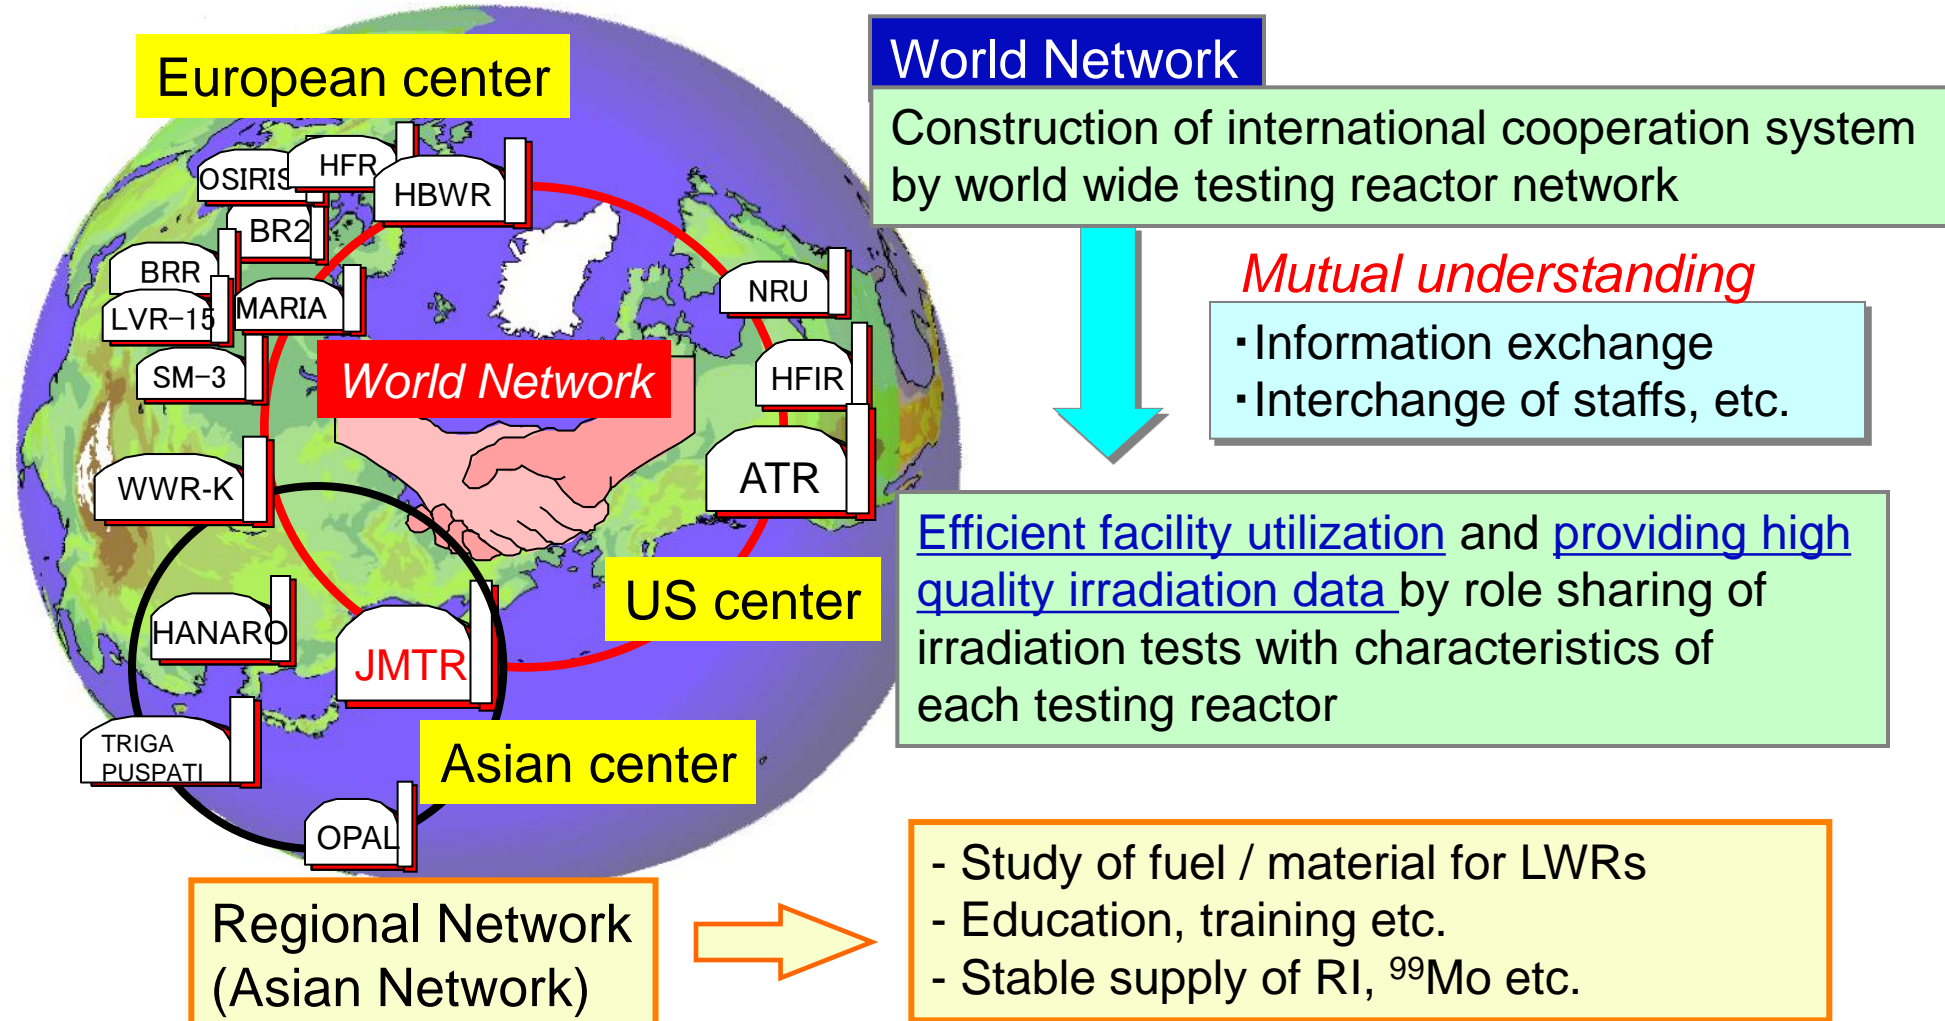 European center
OSIRIS
HFR
HBWR
BR2
BRR
LVR-15
MARIA
SM-3
World Network
NRU
HFIR
ATR
WWR-K
US center
HANARO
JMTR
TRIGA
PUSPATI
Asian center
OPAL
Regional Network
(Asian Network)
World Network
Construction of international cooperation system
by world wide testing reactor network
Mutual understanding
・Information exchange
・Interchange of staffs, etc.
Efficient facility utilization and providing high
quality irradiation data by role sharing of
irradiation tests with characteristics of
each testing reactor
- Study of fuel / material for LWRs
- Education, training etc.
- Stable supply of RI, ⁹⁹Mo etc.